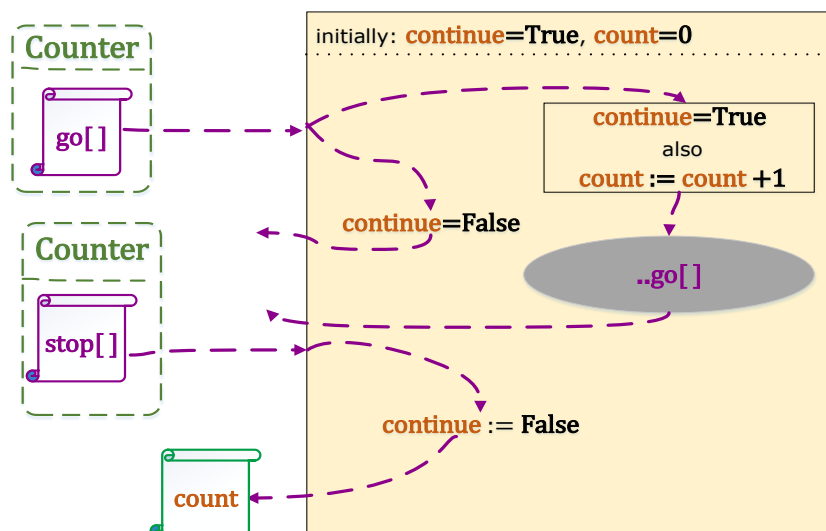 initially: continue=True, count=0
Counter
go[ ]
continue=True
also
count := count +1
continue=False
Counter
..go[ ]
stop[ ]
continue := False
count